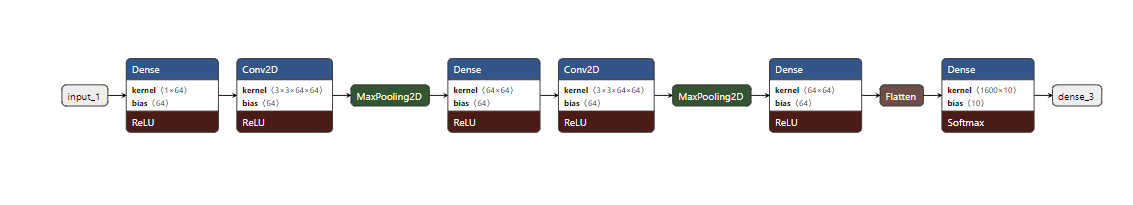 input_1
Dense
kernel ⟨1×64⟩
bias ⟨64⟩
ReLU
Conv2D
kernel ⟨3×3×64×64⟩
bias ⟨64⟩
ReLU
MaxPooling2D
Dense
kernel ⟨64×64⟩
bias ⟨64⟩
ReLU
Conv2D
kernel ⟨3×3×64×64⟩
bias ⟨64⟩
ReLU
MaxPooling2D
Dense
kernel ⟨64×64⟩
bias ⟨64⟩
ReLU
Flatten
Dense
kernel ⟨1600×10⟩
bias ⟨10⟩
Softmax
dense_3